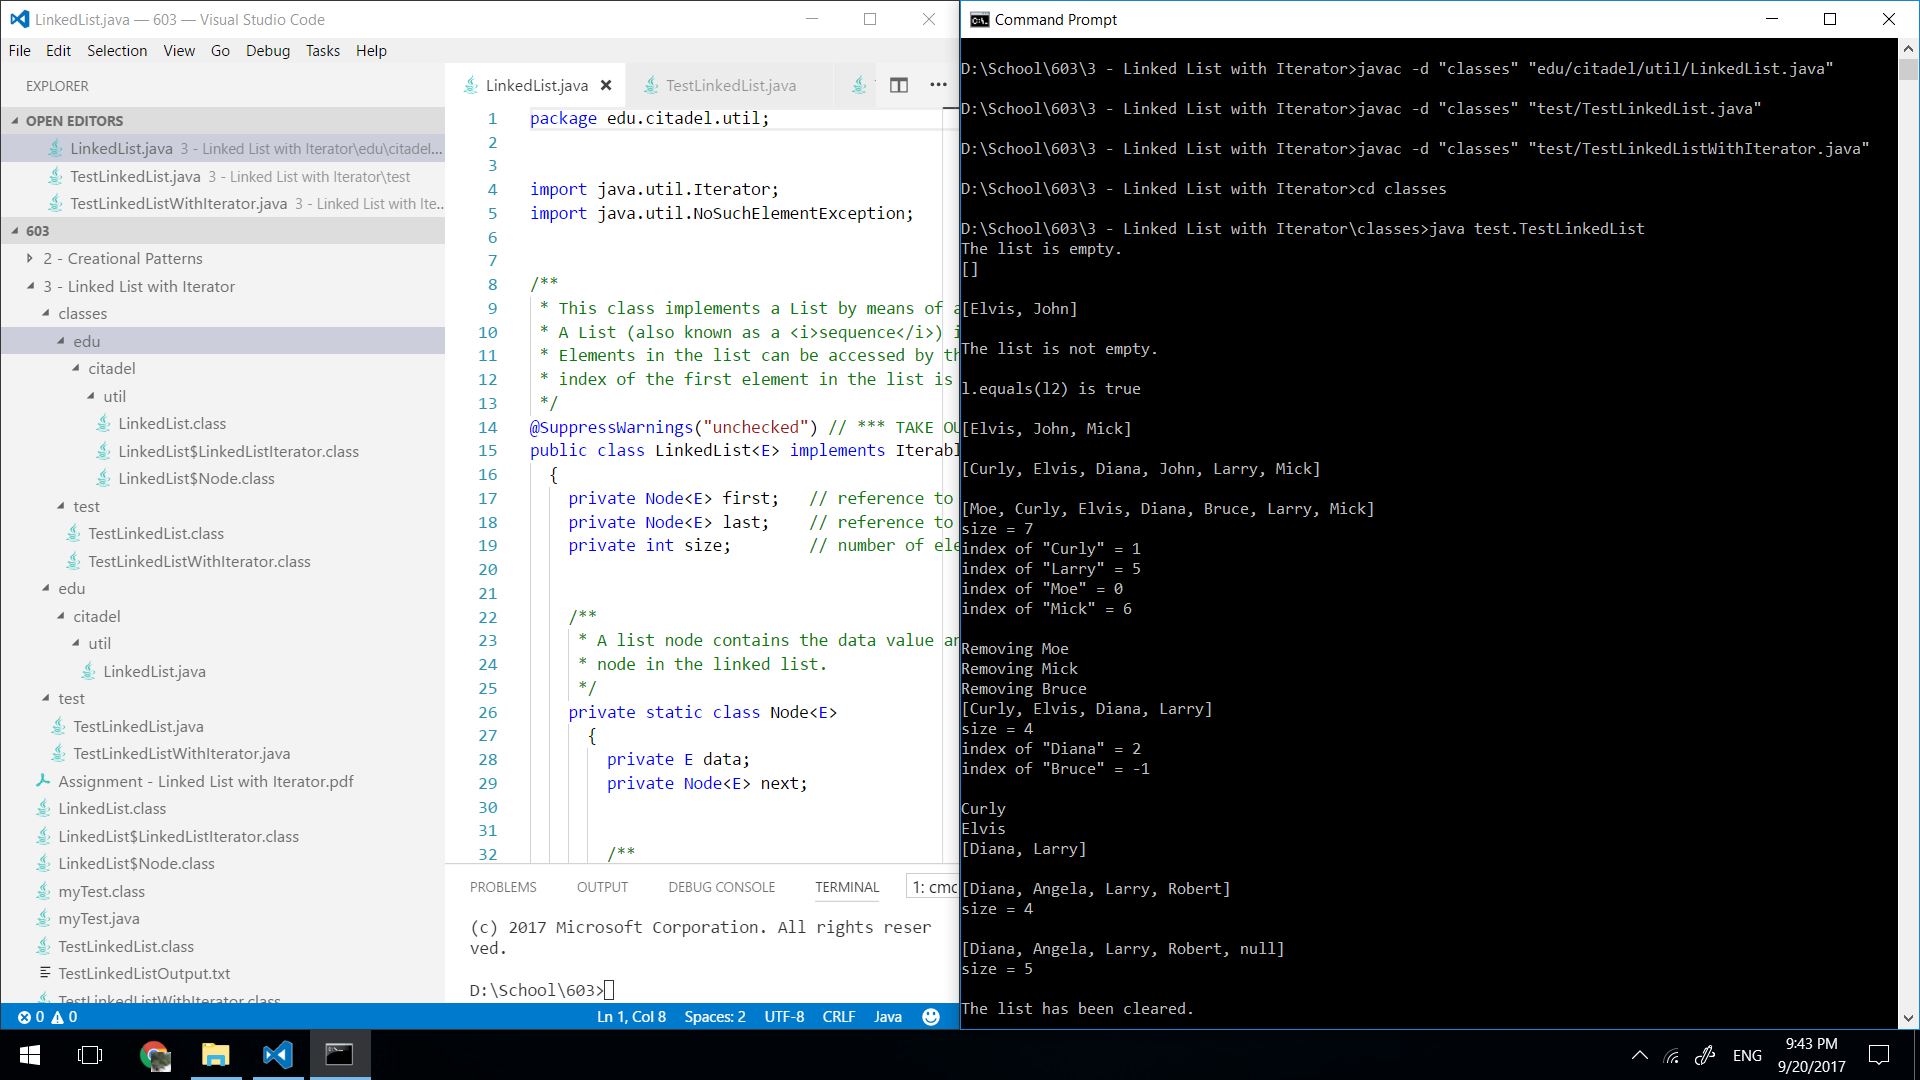 LinkedList.java — 603 — Visual Studio Code
File Edit Selection View Go Debug Tasks Help
EXPLORER
OPEN EDITORS
LinkedList.java 3 - Linked List with Iterator\edu\citadel...
TestLinkedList.java 3 - Linked List with Iterator\test
TestLinkedListWithIterator.java 3 - Linked List with Ite...
603
2 - Creational Patterns
3 - Linked List with Iterator
classes
edu
citadel
util
LinkedList.class
LinkedList$LinkedListIterator.class
LinkedList$Node.class
test
TestLinkedList.class
TestLinkedListWithIterator.class
edu
citadel
util
LinkedList.java
test
TestLinkedList.java
TestLinkedListWithIterator.java
Assignment - Linked List with Iterator.pdf
LinkedList.class
LinkedList$LinkedListIterator.class
LinkedList$Node.class
myTest.class
myTest.java
TestLinkedList.class
TestLinkedListOutput.txt
TestLinkedListWithIterator.class
LinkedList.java TestLinkedList.java
1 package edu.citadel.util;
2
3
4 import java.util.Iterator;
5 import java.util.NoSuchElementException;
6
7
8 /**
9 * This class implements a List by means of a
10 * A List (also known as a <i>sequence</i>) i
11 * Elements in the list can be accessed by th
12 * index of the first element in the list is
13 */
14 @SuppressWarnings("unchecked") // *** TAKE OU
15 public class LinkedList<E> implements Iterabl
16 {
17 private Node<E> first; // reference to
18 private Node<E> last; // reference to
19 private int size; // number of ele
20
21
22 /**
23 * A list node contains the data value an
24 * node in the linked list.
25 */
26 private static class Node<E>
27 {
28 private E data;
29 private Node<E> next;
30
31
32 /**
PROBLEMS OUTPUT DEBUG CONSOLE TERMINAL 1: cmd
(c) 2017 Microsoft Corporation. All rights reser
ved.
D:\School\603>
0 0 Ln 1, Col 8 Spaces: 2 UTF-8 CRLF Java
Command Prompt
D:\School\603\3 - Linked List with Iterator>javac -d "classes" "edu/citadel/util/LinkedList.java"
D:\School\603\3 - Linked List with Iterator>javac -d "classes" "test/TestLinkedList.java"
D:\School\603\3 - Linked List with Iterator>javac -d "classes" "test/TestLinkedListWithIterator.java"
D:\School\603\3 - Linked List with Iterator>cd classes
D:\School\603\3 - Linked List with Iterator\classes>java test.TestLinkedList
The list is empty.
[]
[Elvis, John]
The list is not empty.
l.equals(l2) is true
[Elvis, John, Mick]
[Curly, Elvis, Diana, John, Larry, Mick]
[Moe, Curly, Elvis, Diana, Bruce, Larry, Mick]
size = 7
index of "Curly" = 1
index of "Larry" = 5
index of "Moe" = 0
index of "Mick" = 6
Removing Moe
Removing Mick
Removing Bruce
[Curly, Elvis, Diana, Larry]
size = 4
index of "Diana" = 2
index of "Bruce" = -1
Curly
Elvis
[Diana, Larry]
[Diana, Angela, Larry, Robert]
size = 4
[Diana, Angela, Larry, Robert, null]
size = 5
The list has been cleared.
ENG
9:43 PM
9/20/2017